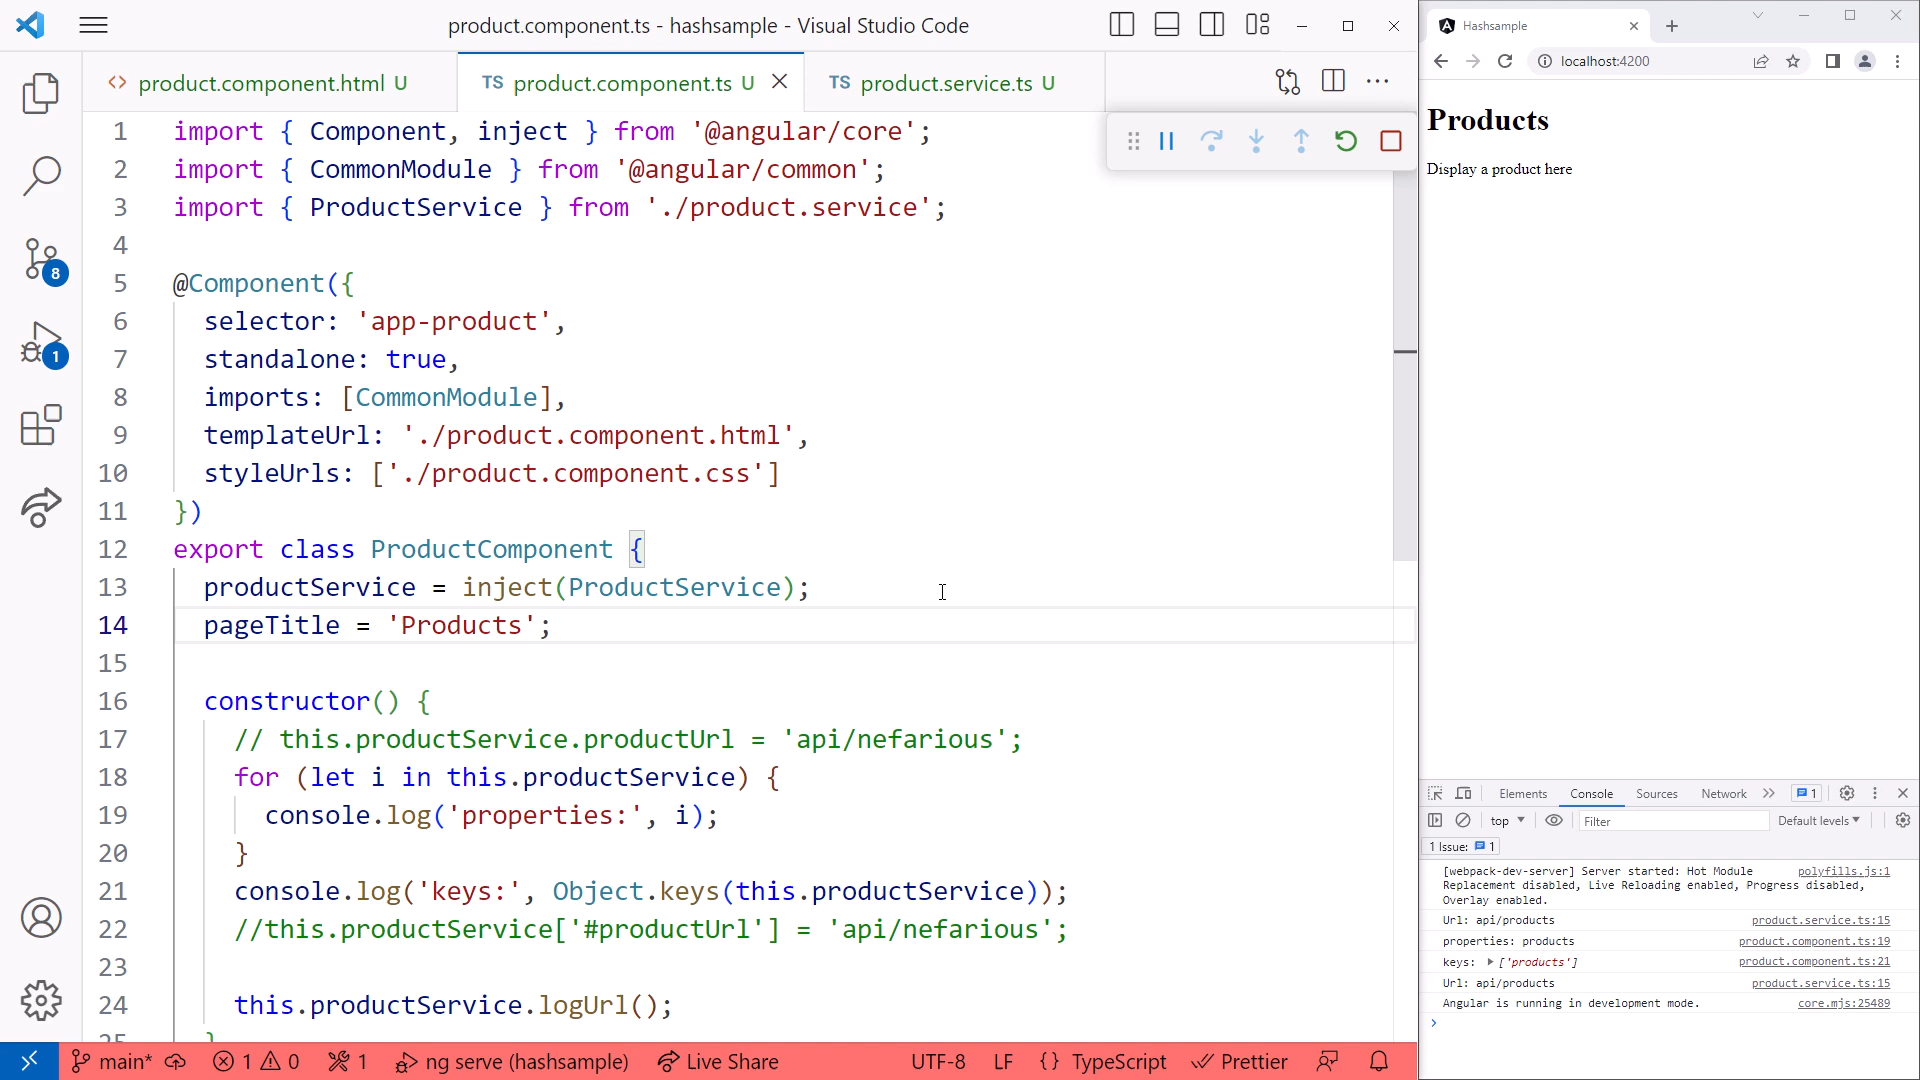 product.component.ts - hashsample - Visual Studio Code
product.component.html U
TS product.component.ts U
TS product.service.ts U
1 import { Component, inject } from '@angular/core';
2 import { CommonModule } from '@angular/common';
3 import { ProductService } from './product.service';
4
5 @Component({
6 selector: 'app-product',
7 standalone: true,
8 imports: [CommonModule],
9 templateUrl: './product.component.html',
10 styleUrls: ['./product.component.css']
11 })
12 export class ProductComponent {
13 productService = inject(ProductService);
14 pageTitle = 'Products';
15
16 constructor() {
17 // this.productService.productUrl = 'api/nefarious';
18 for (let i in this.productService) {
19 console.log('properties:', i);
20 }
21 console.log('keys:', Object.keys(this.productService));
22 //this.productService['#productUrl'] = 'api/nefarious';
23
24 this.productService.logUrl();
25 }
8
1
main* 1 0 1 ng serve (hashsample) Live Share UTF-8 LF {} TypeScript Prettier
Hashsample
localhost:4200
Products
Display a product here
Elements Console Sources Network 1
top Filter Default levels
1 Issue: 1
[webpack-dev-server] Server started: Hot Module polyfills.js:1
Replacement disabled, Live Reloading enabled, Progress disabled,
Overlay enabled.
Url: api/products product.service.ts:15
properties: products product.component.ts:19
keys: ['products'] product.component.ts:21
Url: api/products product.service.ts:15
Angular is running in development mode. core.mjs:25489